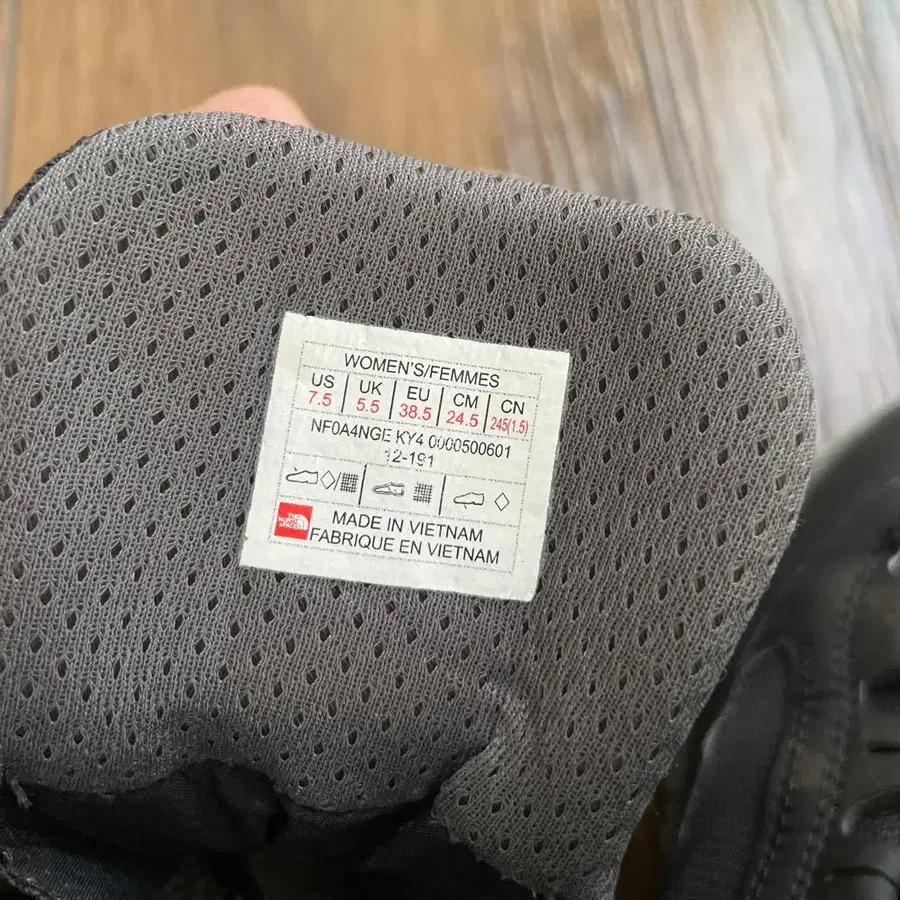 WOMEN'S/FEMMES
US UK EU CM CN
7.5 5.5 38.5 24.5 245(1.5)
NF0A4NGE KY4 0000500601
12-191
THE NORTH FACE
MADE IN VIETNAM
FABRIQUE EN VIETNAM